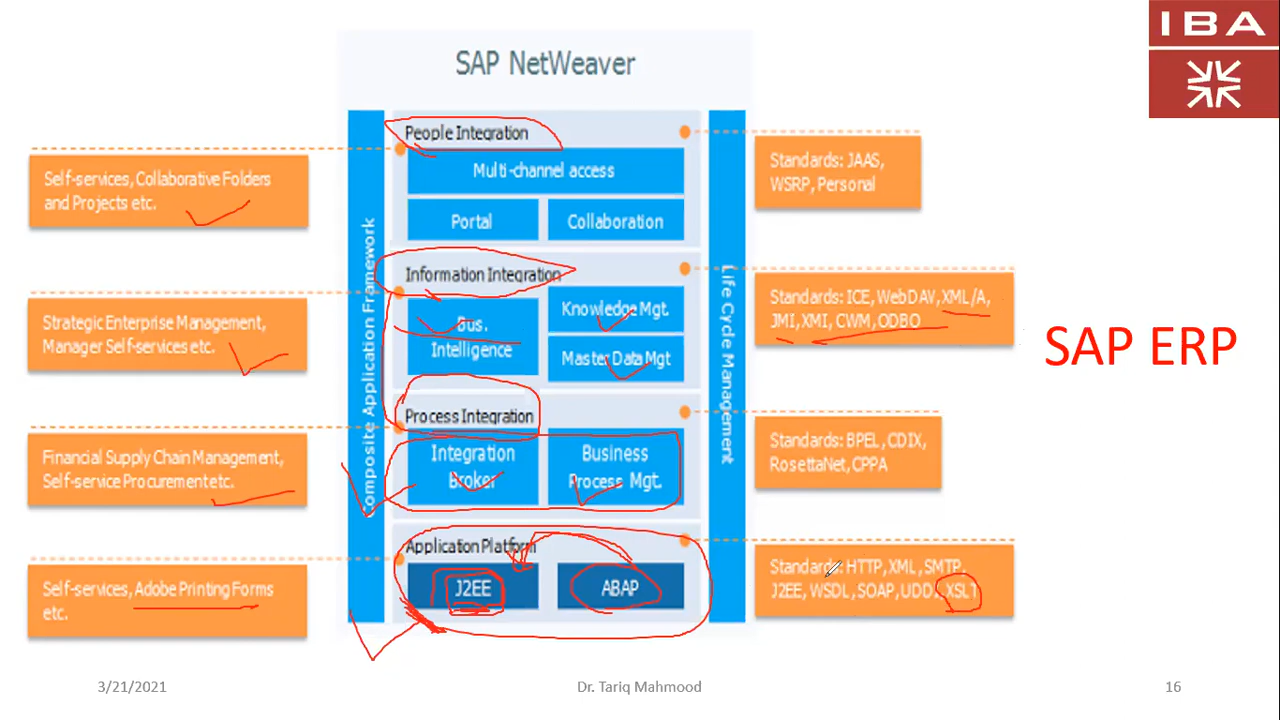 IBA
SAP NetWeaver
People Integration
Multi-channel access
Portal
Collaboration
Self-services, Collaborative Folders
and Projects etc.
Standards: JAAS,
WSRP, Personal
Information Integration
Bus.
Intelligence
Knowledge Mgt.
Master Data Mgt
Strategic Enterprise Management,
Manager Self-services etc.
Standards: ICE, WebDAV, XML/A,
JMI, XMI, CWM, ODBO
Process Integration
Integration
Broker
Business
Process Mgt.
Financial Supply Chain Management,
Self-service Procurement etc.
Standards: BPEL, CDIX,
RosettaNet, CPPA
Application Platform
J2EE
ABAP
Self-services, Adobe Printing Forms
etc.
Standards: HTTP, XML, SMTP,
J2EE, WSDL, SOAP, XSLT
Composite Application Framework
Life Cycle Management
SAP ERP
3/21/2021
Dr. Tariq Mahmood
16